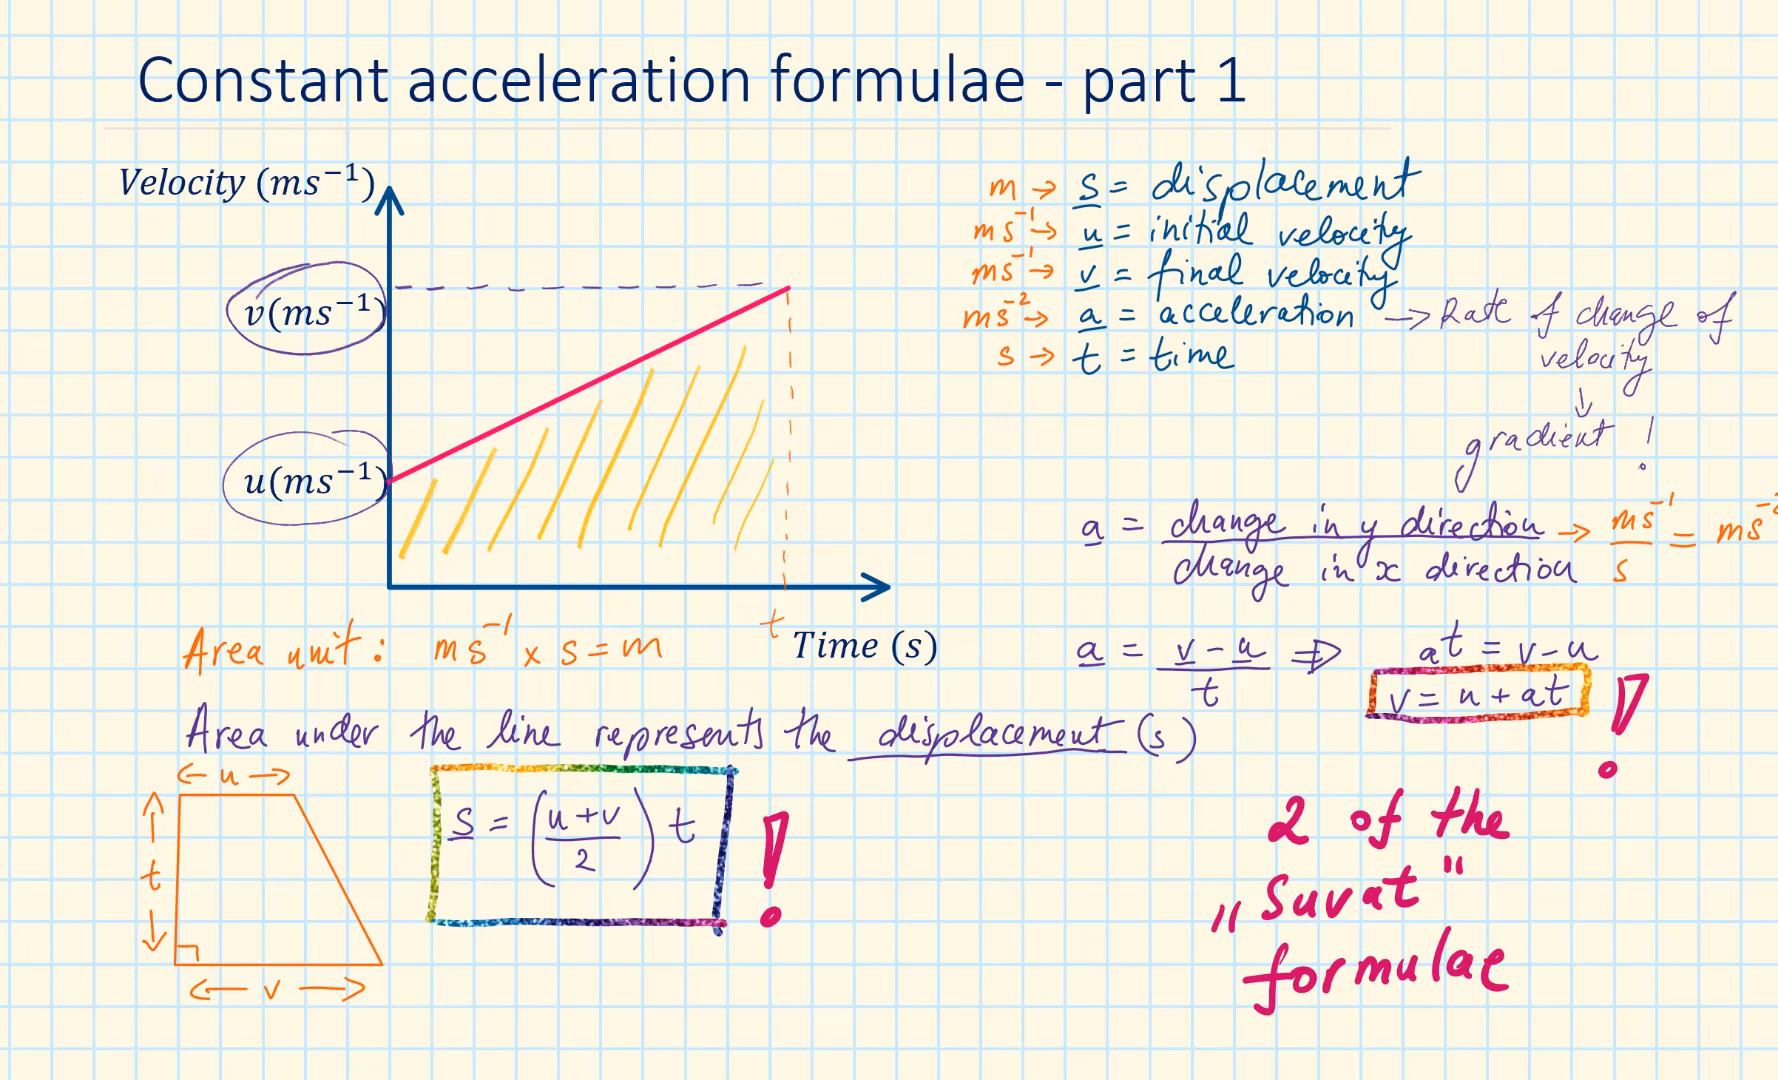 Constant acceleration formulae - part 1
Velocity (ms⁻¹)
v(ms⁻¹)
u(ms⁻¹)
t
Time (s)
m → s = displacement
ms⁻¹ → u = initial velocity
ms⁻¹ → v = final velocity
ms⁻² → a = acceleration → Rate of change of
velocity
↓
gradient !
s → t = time
a = change in y direction / change in x direction → ms⁻¹ / s = ms⁻²
a = v - u / t ⇒ at = v - u
v = u + at !
Area unit: ms⁻¹ x s = m
Area under the line represents the displacement (s)
← u →
↑ t ↓
← v →
s = (u + v / 2) t !
2 of the
„Suvat"
formulae